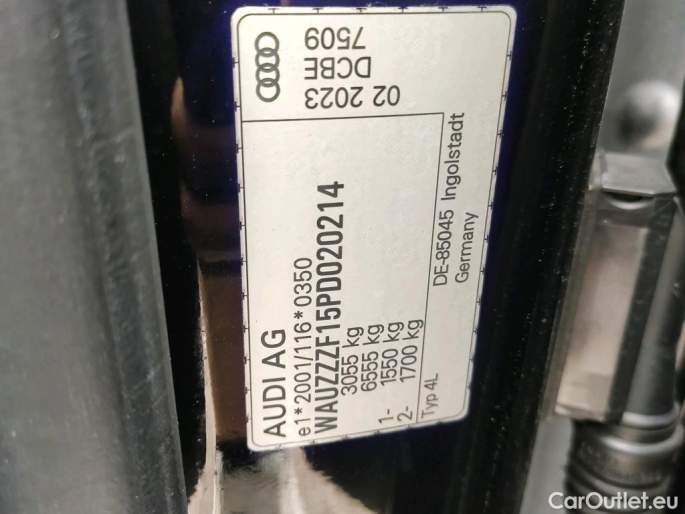 AUDI AG
e1*2001/116*0350
WAUZZZF15PD020214
3055 kg
6555 kg
1- 1550 kg
2- 1700 kg
Typ 4L
02 2023
DCBE
7509
DE-85045 Ingolstadt
Germany
CarOutlet.eu